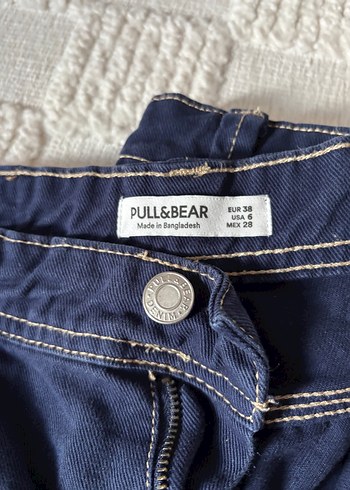 PULL&BEAR
Made in Bangladesh
EUR 38
USA 6
MEX 28
PULL&BEAR
DENIM